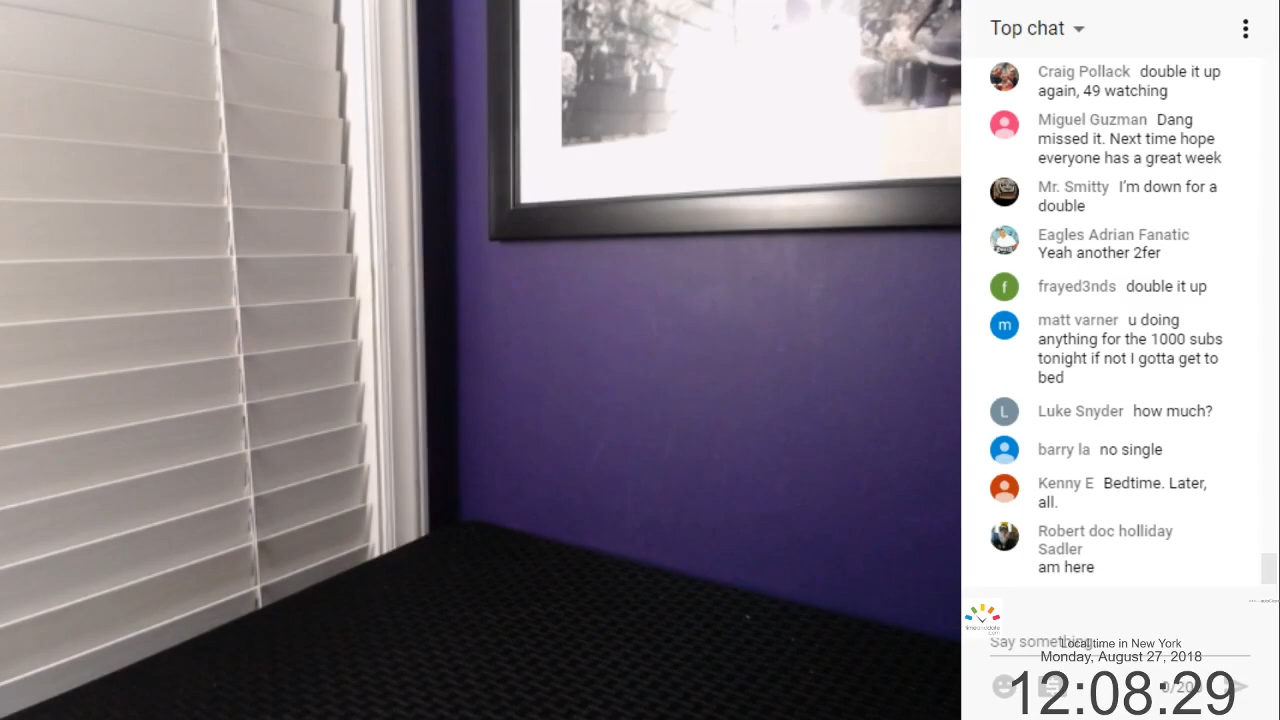 Top chat
Craig Pollack double it up
again, 49 watching
Miguel Guzman Dang
missed it. Next time hope
everyone has a great week
Mr. Smitty I'm down for a
double
Eagles Adrian Fanatic
Yeah another 2fer
f
frayed3nds double it up
m
matt varner u doing
anything for the 1000 subs
tonight if not I gotta get to
bed
L
Luke Snyder how much?
barry la no single
Kenny E Bedtime. Later,
all.
Robert doc holliday
Sadler
am here
Say something...
Local time in New York
Monday, August 27, 2018
0/200
12:08:29